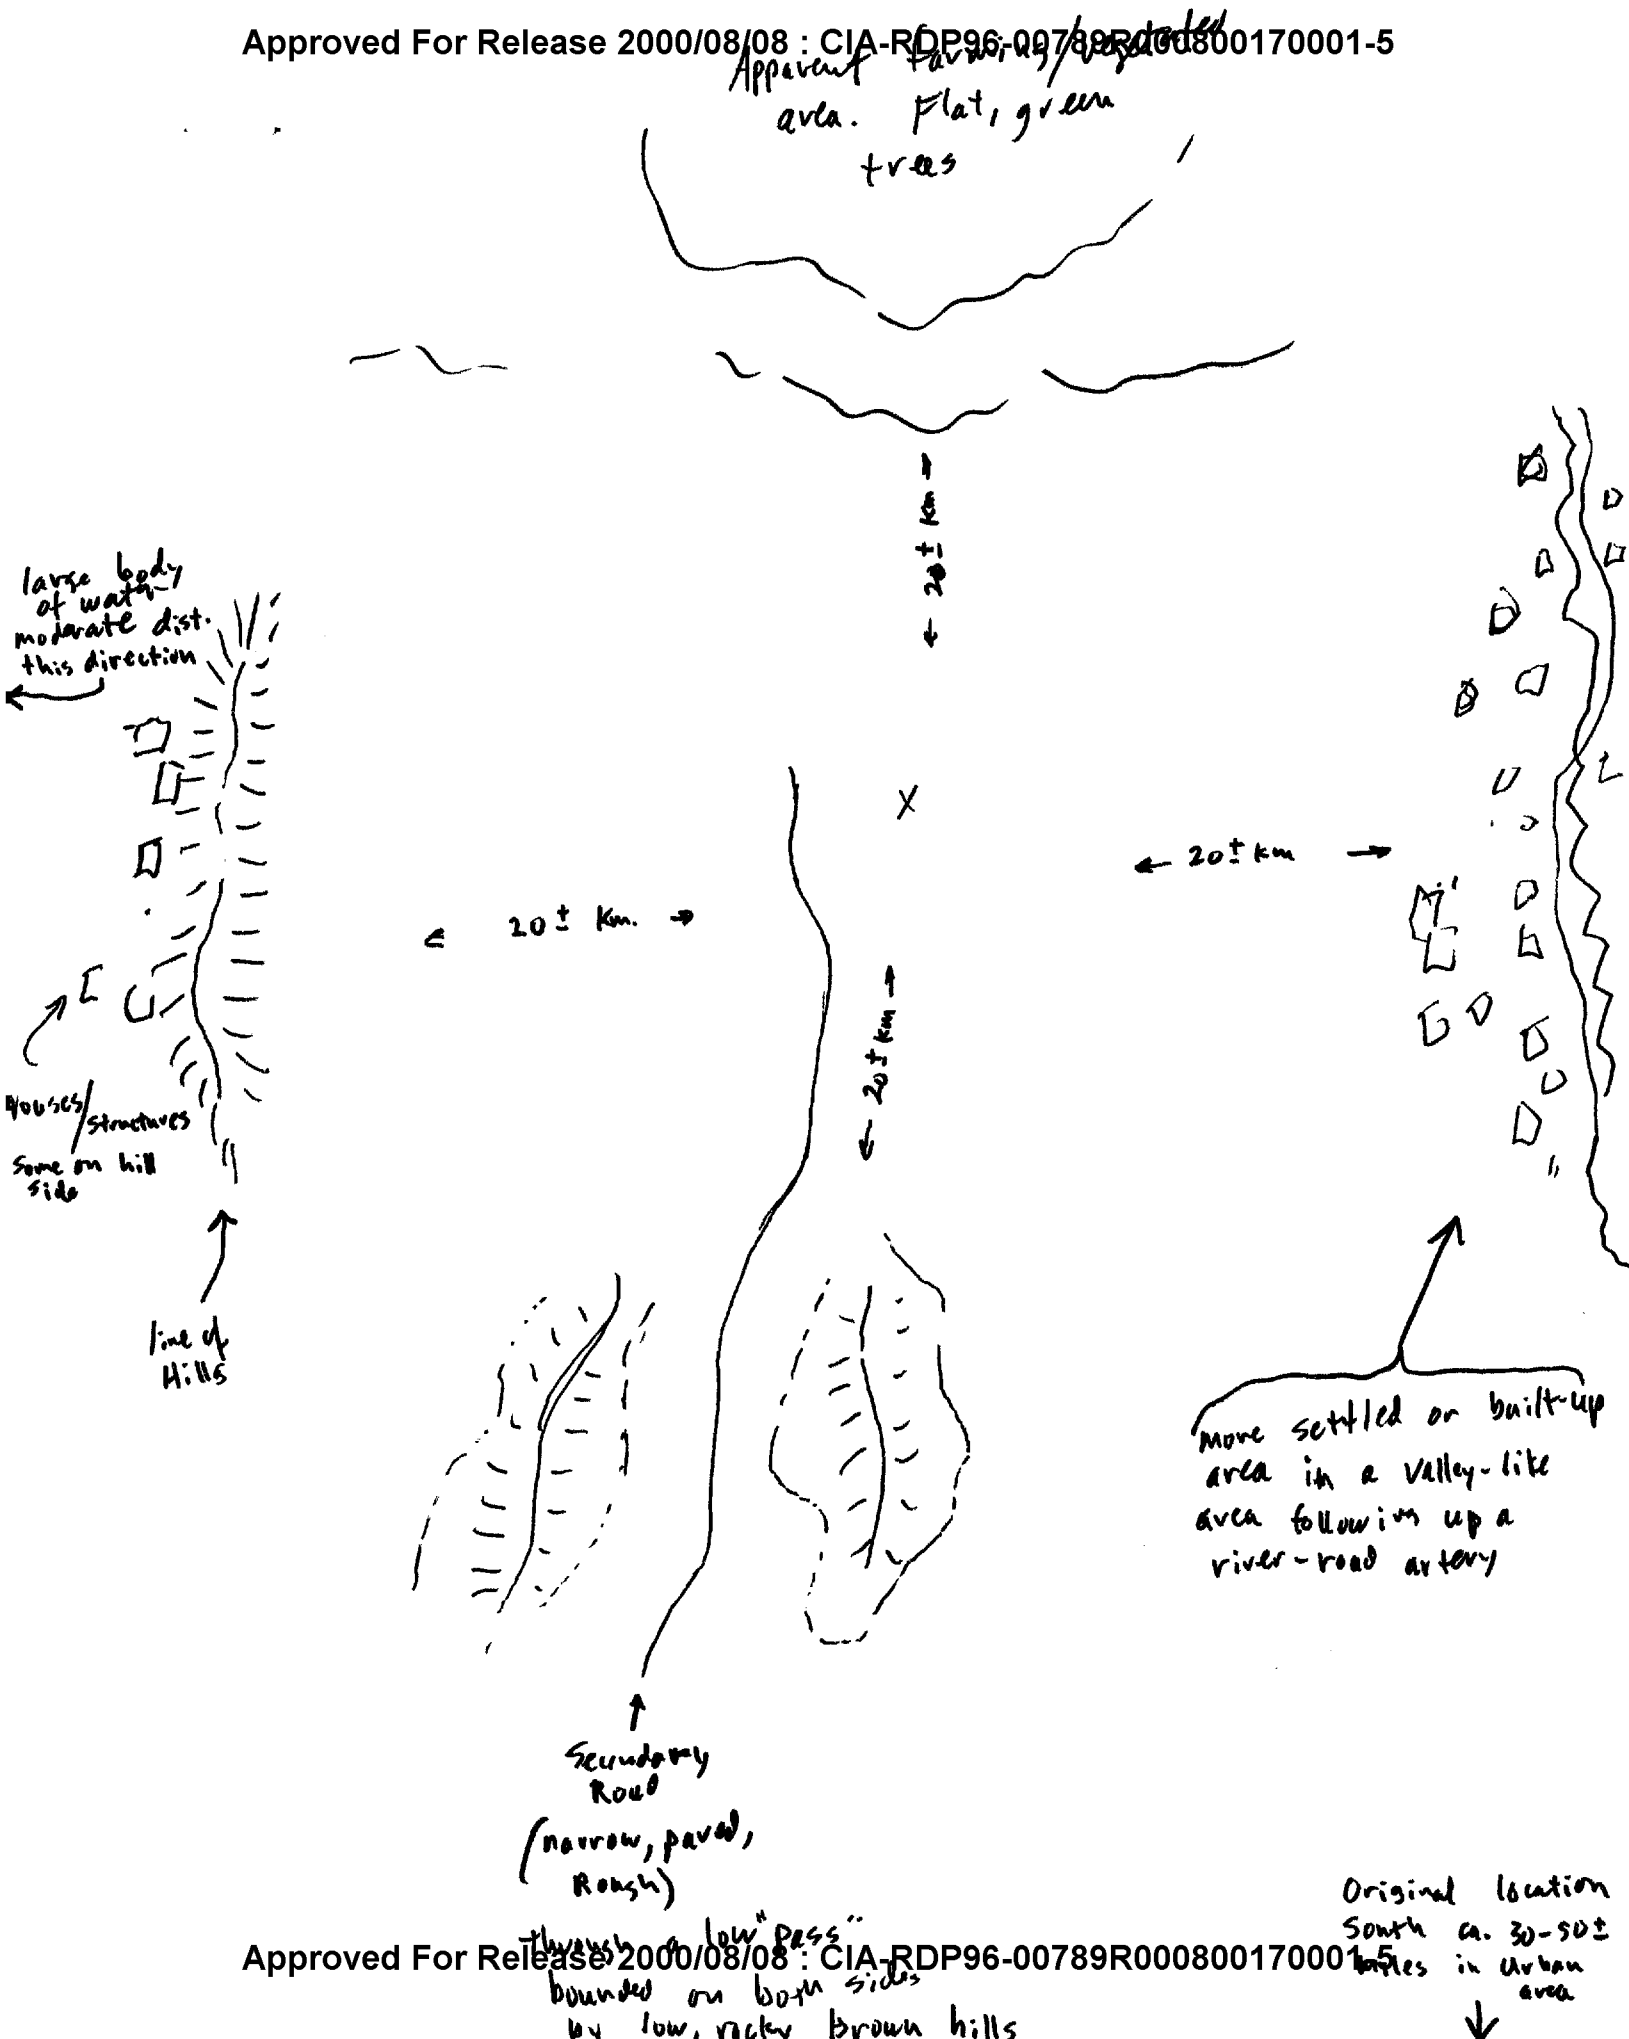 Approved For Release 2000/08/08 : CIA-RDP96-00789R000800170001-5
Apparent farming/vegetated
area. Flat, green
trees
← 20± km →
large body
of water
moderate dist.
this direction
X
← 20± km →
← 20± km. →
← 20± km →
Houses/structures
some on hill
side
line of
Hills
more settled or built-up
area in a valley-like
area following up a
river-road artery
Secundary
Road
(narrow, paved,
Rough)
through a low "pass"
bounded on both sides
by low, rocky Brown hills
Original location
South ca. 30-50±
miles in urban
area
Approved For Release 2000/08/08 : CIA-RDP96-00789R000800170001-5